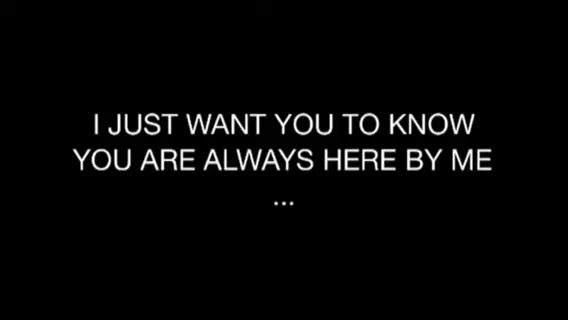 I JUST WANT YOU TO KNOW
YOU ARE ALWAYS HERE BY ME
...